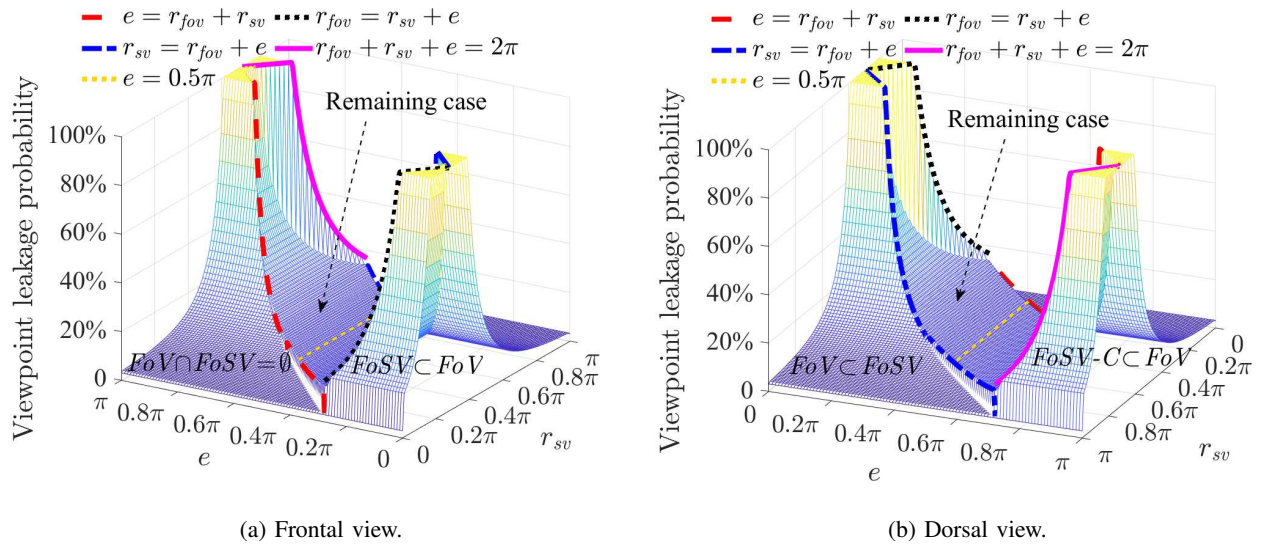 e = r_fov + r_sv r_fov = r_sv + e
r_sv = r_fov + e r_fov + r_sv + e = 2π
e = 0.5π
Remaining case
Viewpoint leakage probability
100%
80%
60%
40%
20%
0
FoV∩FoSV=∅
FoSV⊂FoV
π 0.8π 0.6π 0.4π 0.2π 0
e
0 0.2π 0.4π 0.6π 0.8π π
r_sv
(a) Frontal view.
e = r_fov + r_sv r_fov = r_sv + e
r_sv = r_fov + e r_fov + r_sv + e = 2π
e = 0.5π
Remaining case
Viewpoint leakage probability
100%
80%
60%
40%
20%
0
FoV⊂FoSV
FoSV-C⊂FoV
0 0.2π 0.4π 0.6π 0.8π π
e
π 0.8π 0.6π 0.4π 0.2π 0
r_sv
(b) Dorsal view.